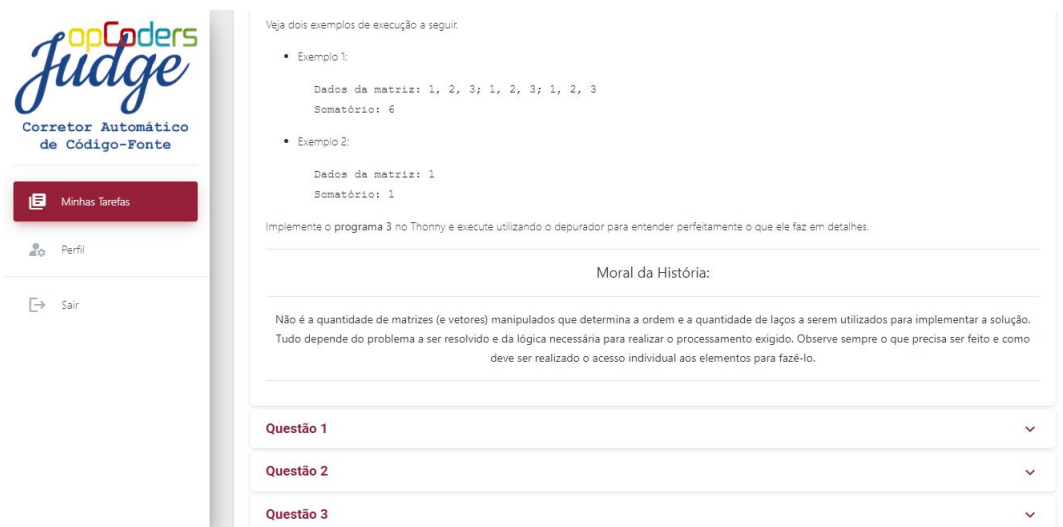 opCoders
Judge
Corretor Automático
de Código-Fonte
Minhas Tarefas
Perfil
Sair
Veja dois exemplos de execução a seguir.
Exemplo 1:
Dados da matriz: 1, 2, 3; 1, 2, 3; 1, 2, 3
Somatório: 6
Exemplo 2:
Dados da matriz: 1
Somatório: 1
Implemente o programa 3 no Thonny e execute utilizando o depurador para entender perfeitamente o que ele faz em detalhes.
Moral da História:
Não é a quantidade de matrizes (e vetores) manipulados que determina a ordem e a quantidade de laços a serem utilizados para implementar a solução.
Tudo depende do problema a ser resolvido e da lógica necessária para realizar o processamento exigido. Observe sempre o que precisa ser feito e como
deve ser realizado o acesso individual aos elementos para fazê-lo.
Questão 1
Questão 2
Questão 3